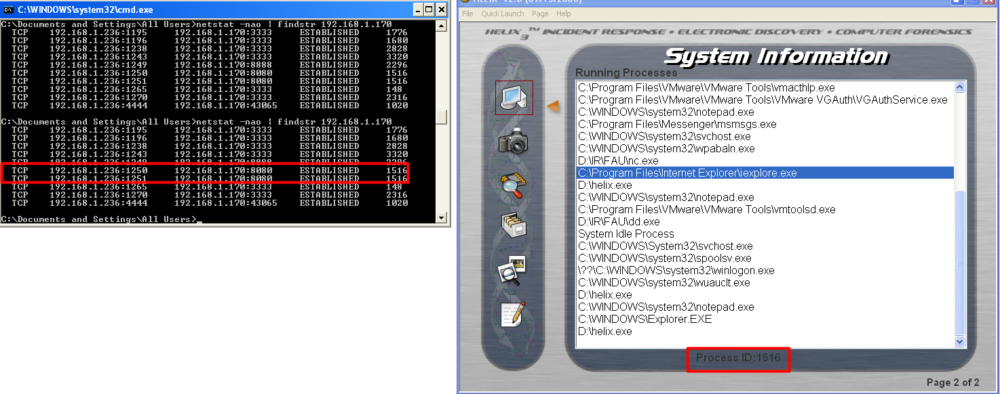 C:\WINDOWS\system32\cmd.exe
C:\Documents and Settings\All Users>netstat -nao | findstr 192.168.1.170
TCP 192.168.1.236:1195 192.168.1.170:3333 ESTABLISHED 1776
TCP 192.168.1.236:1196 192.168.1.170:3333 ESTABLISHED 1680
TCP 192.168.1.236:1238 192.168.1.170:3333 ESTABLISHED 2828
TCP 192.168.1.236:1243 192.168.1.170:3333 ESTABLISHED 3320
TCP 192.168.1.236:1249 192.168.1.170:8888 ESTABLISHED 2296
TCP 192.168.1.236:1250 192.168.1.170:8080 ESTABLISHED 1516
TCP 192.168.1.236:1251 192.168.1.170:8080 ESTABLISHED 1516
TCP 192.168.1.236:1265 192.168.1.170:3333 ESTABLISHED 148
TCP 192.168.1.236:1270 192.168.1.170:3333 ESTABLISHED 2316
TCP 192.168.1.236:4444 192.168.1.170:43065 ESTABLISHED 1020
C:\Documents and Settings\All Users>netstat -nao | findstr 192.168.1.170
TCP 192.168.1.236:1195 192.168.1.170:3333 ESTABLISHED 1776
TCP 192.168.1.236:1196 192.168.1.170:3333 ESTABLISHED 1680
TCP 192.168.1.236:1238 192.168.1.170:3333 ESTABLISHED 2828
TCP 192.168.1.236:1243 192.168.1.170:3333 ESTABLISHED 3320
TCP 192.168.1.236:1249 192.168.1.170:8888 ESTABLISHED 2296
TCP 192.168.1.236:1250 192.168.1.170:8080 ESTABLISHED 1516
TCP 192.168.1.236:1251 192.168.1.170:8080 ESTABLISHED 1516
TCP 192.168.1.236:1265 192.168.1.170:3333 ESTABLISHED 148
TCP 192.168.1.236:1270 192.168.1.170:3333 ESTABLISHED 2316
TCP 192.168.1.236:4444 192.168.1.170:43065 ESTABLISHED 1020
C:\Documents and Settings\All Users>_
File Quick Launch Page Help
HELIX3™ INCIDENT RESPONSE • ELECTRONIC DISCOVERY • COMPUTER FORENSICS
System Information
Running Processes
C:\Program Files\VMware\VMware Tools\vmacthlp.exe
C:\Program Files\VMware\VMware Tools\VMware VGAuth\VGAuthService.exe
C:\WINDOWS\system32\notepad.exe
C:\Program Files\Messenger\msmsgs.exe
C:\WINDOWS\system32\svchost.exe
C:\WINDOWS\system32\wpabaln.exe
D:\IR\FAU\nc.exe
C:\Program Files\Internet Explorer\iexplore.exe
D:\helix.exe
C:\WINDOWS\system32\notepad.exe
C:\Program Files\VMware\VMware Tools\vmtoolsd.exe
D:\IR\FAU\dd.exe
System Idle Process
C:\WINDOWS\System32\svchost.exe
C:\WINDOWS\system32\spoolsv.exe
\??\C:\WINDOWS\system32\winlogon.exe
C:\WINDOWS\system32\wuauclt.exe
D:\helix.exe
C:\WINDOWS\system32\notepad.exe
C:\WINDOWS\Explorer.EXE
D:\helix.exe
Process ID:1516
Page 2 of 2